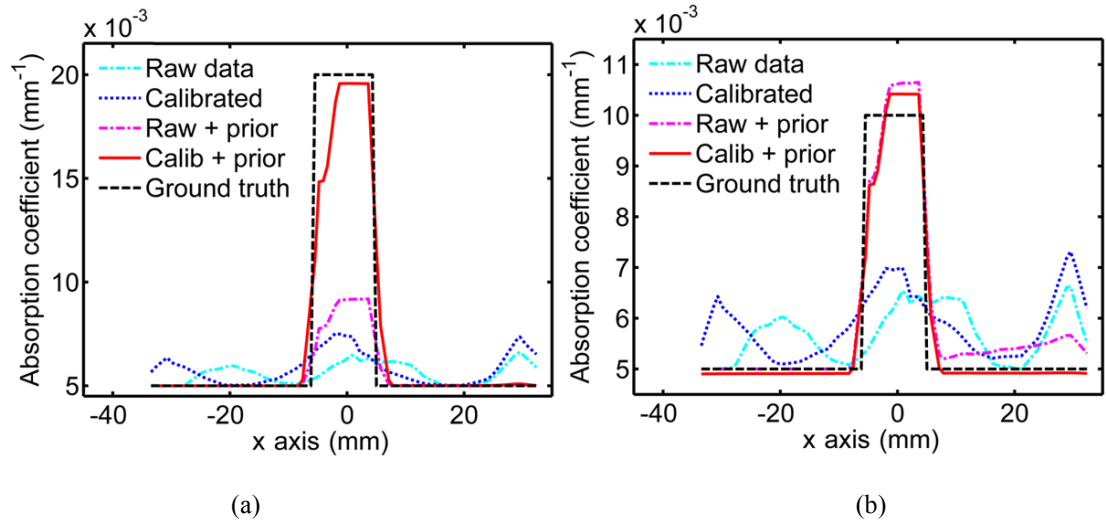 x 10⁻³
Absorption coefficient (mm⁻¹)
20
15
10
5
Raw data
Calibrated
Raw + prior
Calib + prior
Ground truth
-40
-20
0
20
x axis (mm)
(a)
x 10⁻³
Absorption coefficient (mm⁻¹)
11
10
9
8
7
6
5
Raw data
Calibrated
Raw + prior
Calib + prior
Ground truth
-40
-20
0
20
x axis (mm)
(b)